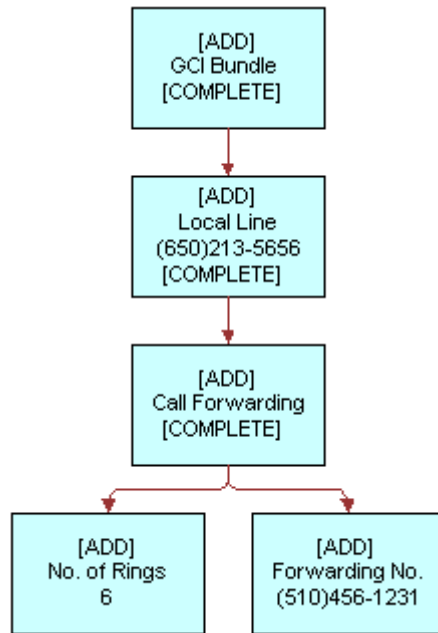 [ADD]
GCI Bundle
[COMPLETE]
[ADD]
Local Line
(650)213-5656
[COMPLETE]
[ADD]
Call Forwarding
[COMPLETE]
[ADD]
No. of Rings
6
[ADD]
Forwarding No.
(510)456-1231